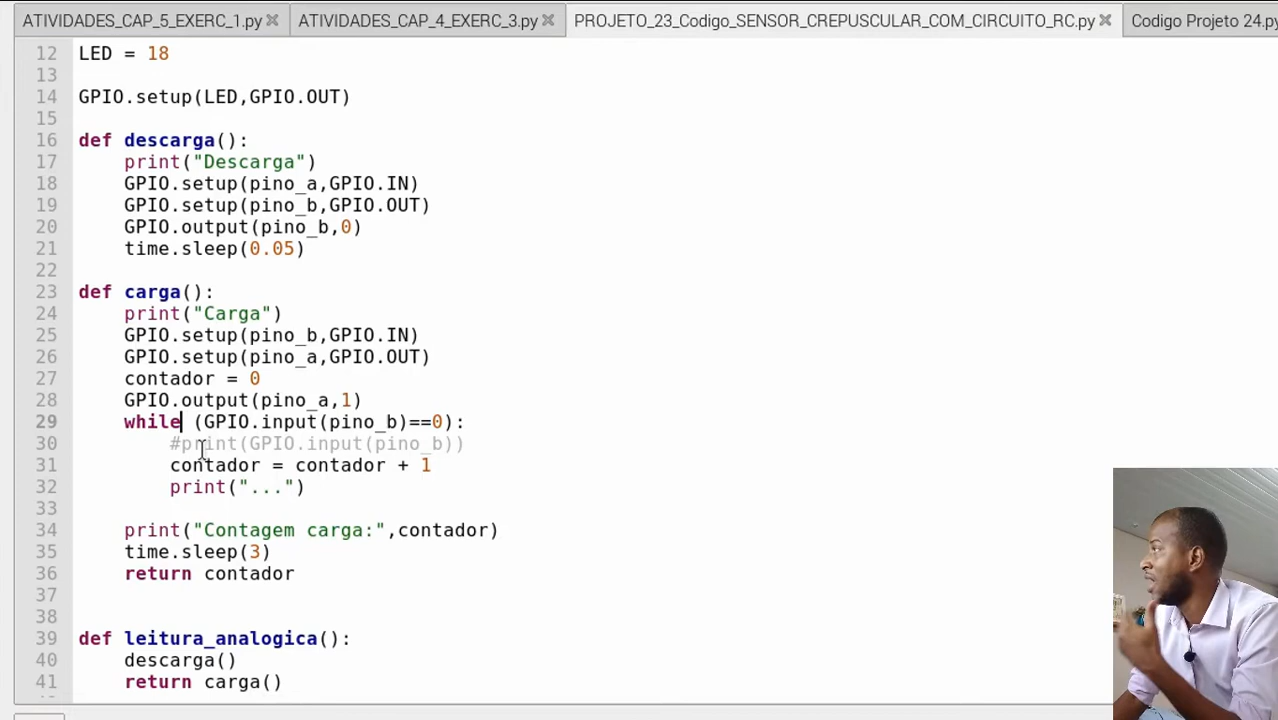 ATIVIDADES_CAP_5_EXERC_1.py ATIVIDADES_CAP_4_EXERC_3.py PROJETO_23_Codigo_SENSOR_CREPUSCULAR_COM_CIRCUITO_RC.py Codigo Projeto 24.py
12 LED = 18
13
14 GPIO.setup(LED,GPIO.OUT)
15
16 def descarga():
17     print("Descarga")
18     GPIO.setup(pino_a,GPIO.IN)
19     GPIO.setup(pino_b,GPIO.OUT)
20     GPIO.output(pino_b,0)
21     time.sleep(0.05)
22
23 def carga():
24     print("Carga")
25     GPIO.setup(pino_b,GPIO.IN)
26     GPIO.setup(pino_a,GPIO.OUT)
27     contador = 0
28     GPIO.output(pino_a,1)
29     while (GPIO.input(pino_b)==0):
30         #print(GPIO.input(pino_b))
31         contador = contador + 1
32         print("...")
33
34     print("Contagem carga:",contador)
35     time.sleep(3)
36     return contador
37
38
39 def leitura_analogica():
40     descarga()
41     return carga()